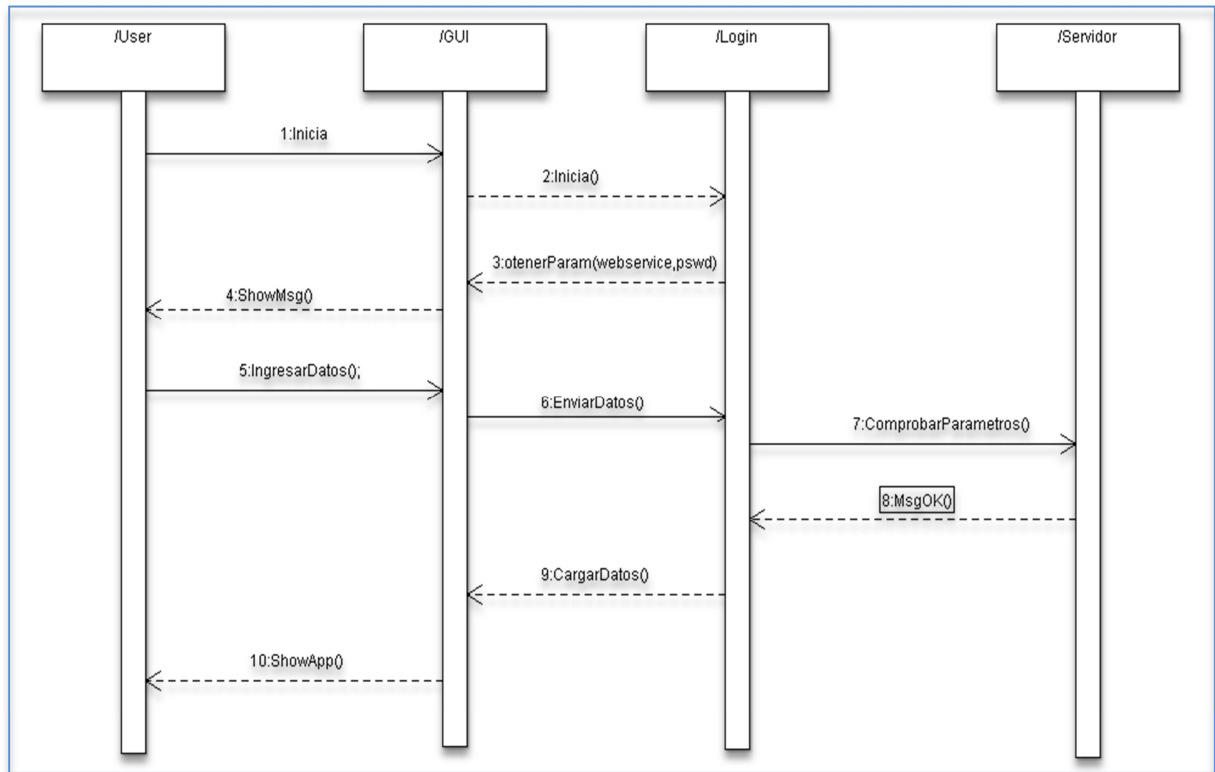 /User
/GUI
/Login
/Servidor
1:Inicia
2:Inicia()
3:otenerParam(webservice,pswd)
4:ShowMsg()
5:IngresarDatos();
6:EnviarDatos()
7:ComprobarParametros()
8:MsgOK()
9:CargarDatos()
10:ShowApp()